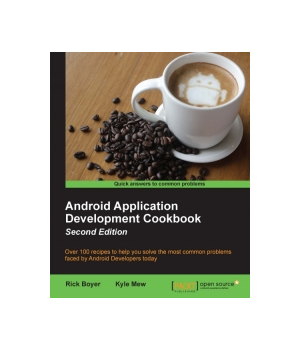 Quick answers to common problems
Android Application
Development Cookbook
Second Edition
Over 100 recipes to help you solve the most common problems
faced by Android Developers today
Rick Boyer Kyle Mew
open source